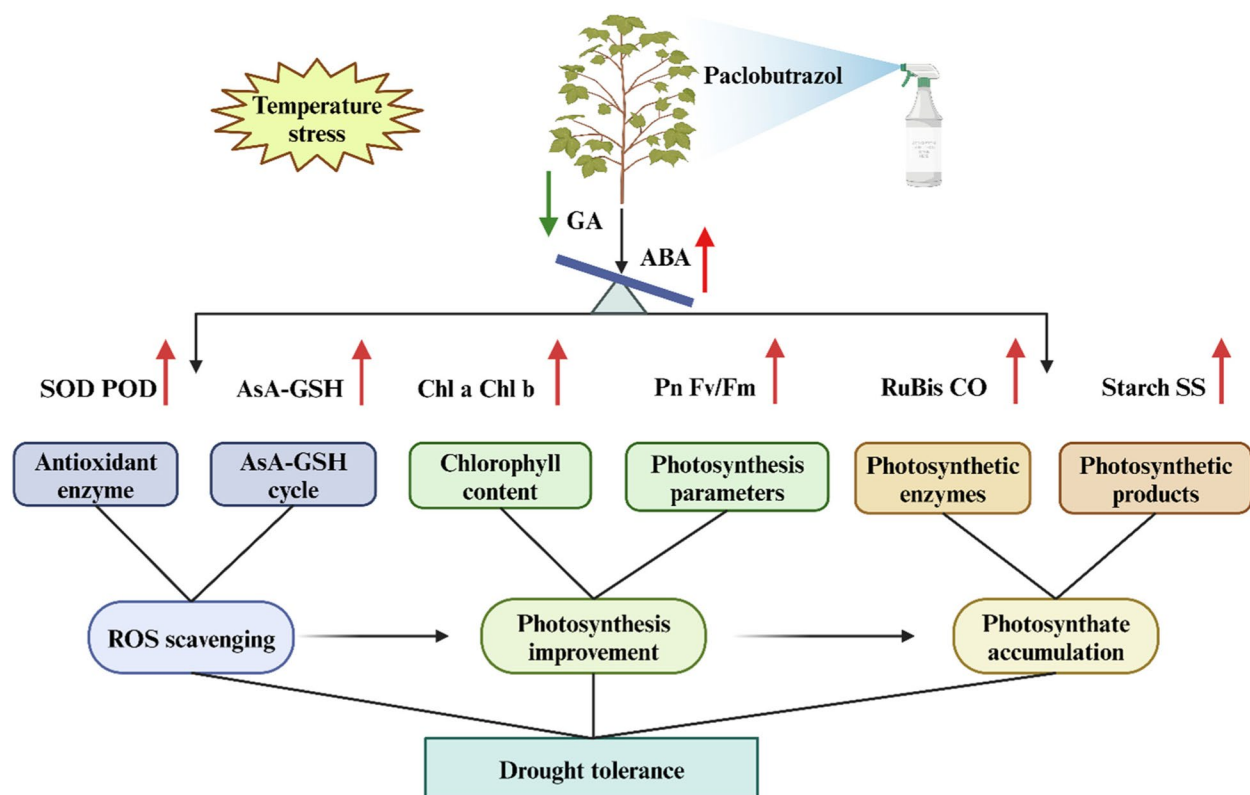 Temperature
stress
Paclobutrazol
GA
ABA
SOD POD
AsA-GSH
Chl a Chl b
Pn Fv/Fm
RuBis CO
Starch SS
Antioxidant
enzyme
AsA-GSH
cycle
Chlorophyll
content
Photosynthesis
parameters
Photosynthetic
enzymes
Photosynthetic
products
ROS scavenging
Photosynthesis
improvement
Photosynthate
accumulation
Drought tolerance